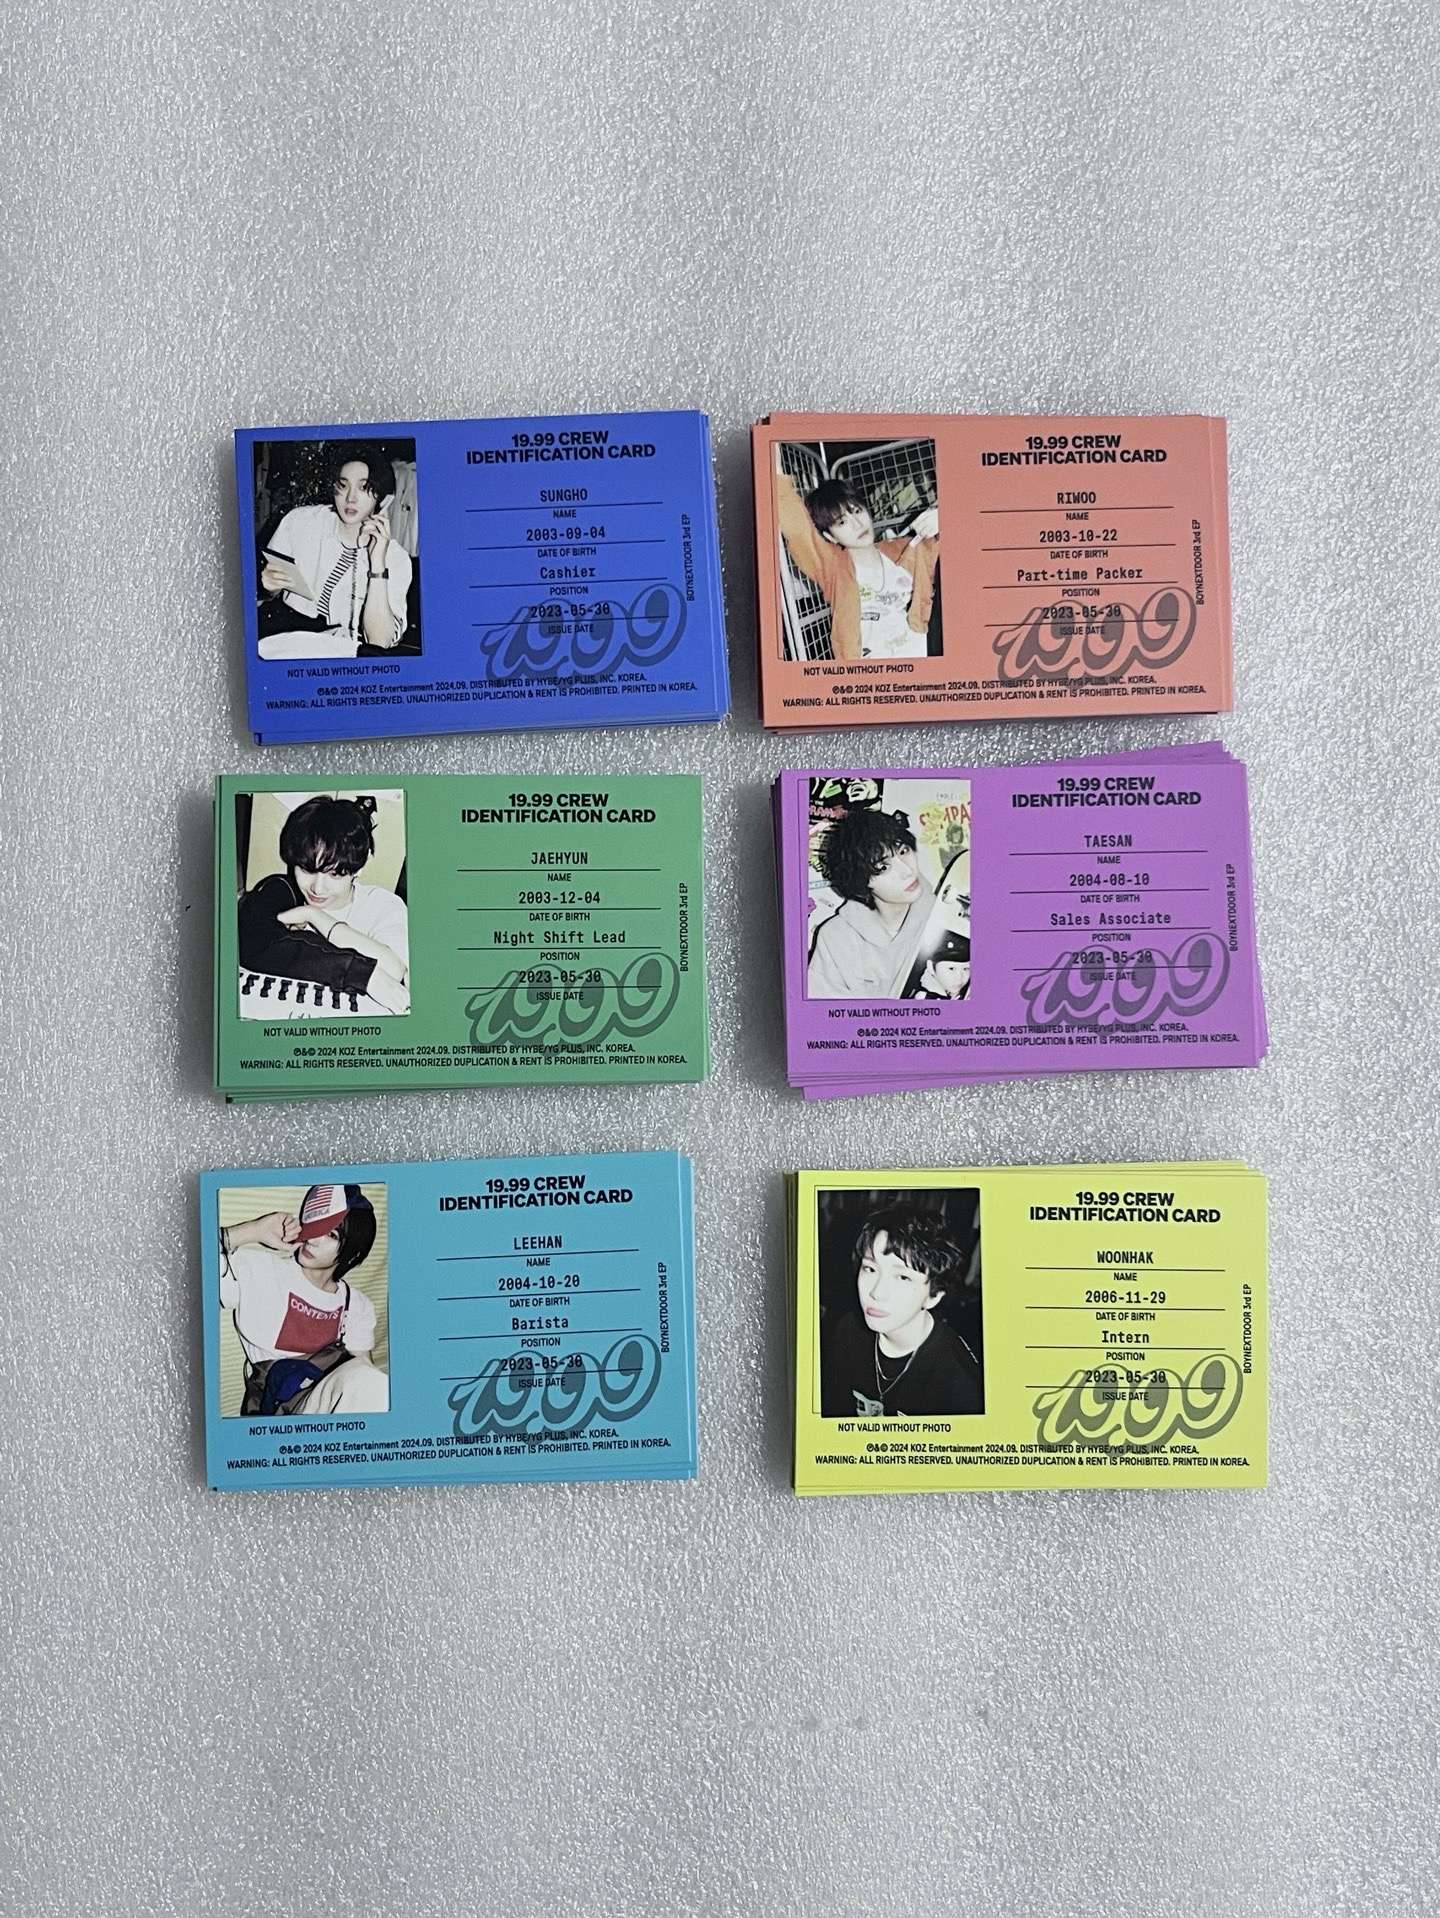 19.99 CREW
IDENTIFICATION CARD
SUNGHO
NAME
2003-09-04
DATE OF BIRTH
Cashier
POSITION
2023-05-30
ISSUE DATE
1999
BOYNEXTDOOR 3rd EP
NOT VALID WITHOUT PHOTO
℗&© 2024 KOZ Entertainment 2024.09. DISTRIBUTED BY HYBE/YG PLUS, INC. KOREA.
WARNING: ALL RIGHTS RESERVED. UNAUTHORIZED DUPLICATION & RENT IS PROHIBITED. PRINTED IN KOREA.
19.99 CREW
IDENTIFICATION CARD
RIWOO
NAME
2003-10-22
DATE OF BIRTH
Part-time Packer
POSITION
2023-05-30
ISSUE DATE
1999
BOYNEXTDOOR 3rd EP
NOT VALID WITHOUT PHOTO
℗&© 2024 KOZ Entertainment 2024.09. DISTRIBUTED BY HYBE/YG PLUS, INC. KOREA.
WARNING: ALL RIGHTS RESERVED. UNAUTHORIZED DUPLICATION & RENT IS PROHIBITED. PRINTED IN KOREA.
19.99 CREW
IDENTIFICATION CARD
JAEHYUN
NAME
2003-12-04
DATE OF BIRTH
Night Shift Lead
POSITION
2023-05-30
ISSUE DATE
1999
BOYNEXTDOOR 3rd EP
NOT VALID WITHOUT PHOTO
℗&© 2024 KOZ Entertainment 2024.09. DISTRIBUTED BY HYBE/YG PLUS, INC. KOREA.
WARNING: ALL RIGHTS RESERVED. UNAUTHORIZED DUPLICATION & RENT IS PROHIBITED. PRINTED IN KOREA.
19.99 CREW
IDENTIFICATION CARD
TAESAN
NAME
2004-08-10
DATE OF BIRTH
Sales Associate
POSITION
2023-05-30
ISSUE DATE
1999
BOYNEXTDOOR 3rd EP
NOT VALID WITHOUT PHOTO
℗&© 2024 KOZ Entertainment 2024.09. DISTRIBUTED BY HYBE/YG PLUS, INC. KOREA.
WARNING: ALL RIGHTS RESERVED. UNAUTHORIZED DUPLICATION & RENT IS PROHIBITED. PRINTED IN KOREA.
19.99 CREW
IDENTIFICATION CARD
AMERICA
CONTENTS
LEEHAN
NAME
2004-10-20
DATE OF BIRTH
Barista
POSITION
2023-05-30
ISSUE DATE
1999
BOYNEXTDOOR 3rd EP
NOT VALID WITHOUT PHOTO
℗&© 2024 KOZ Entertainment 2024.09. DISTRIBUTED BY HYBE/YG PLUS, INC. KOREA.
WARNING: ALL RIGHTS RESERVED. UNAUTHORIZED DUPLICATION & RENT IS PROHIBITED. PRINTED IN KOREA.
19.99 CREW
IDENTIFICATION CARD
WOONHAK
NAME
2006-11-29
DATE OF BIRTH
Intern
POSITION
2023-05-30
ISSUE DATE
1999
BOYNEXTDOOR 3rd EP
NOT VALID WITHOUT PHOTO
℗&© 2024 KOZ Entertainment 2024.09. DISTRIBUTED BY HYBE/YG PLUS, INC. KOREA.
WARNING: ALL RIGHTS RESERVED. UNAUTHORIZED DUPLICATION & RENT IS PROHIBITED. PRINTED IN KOREA.